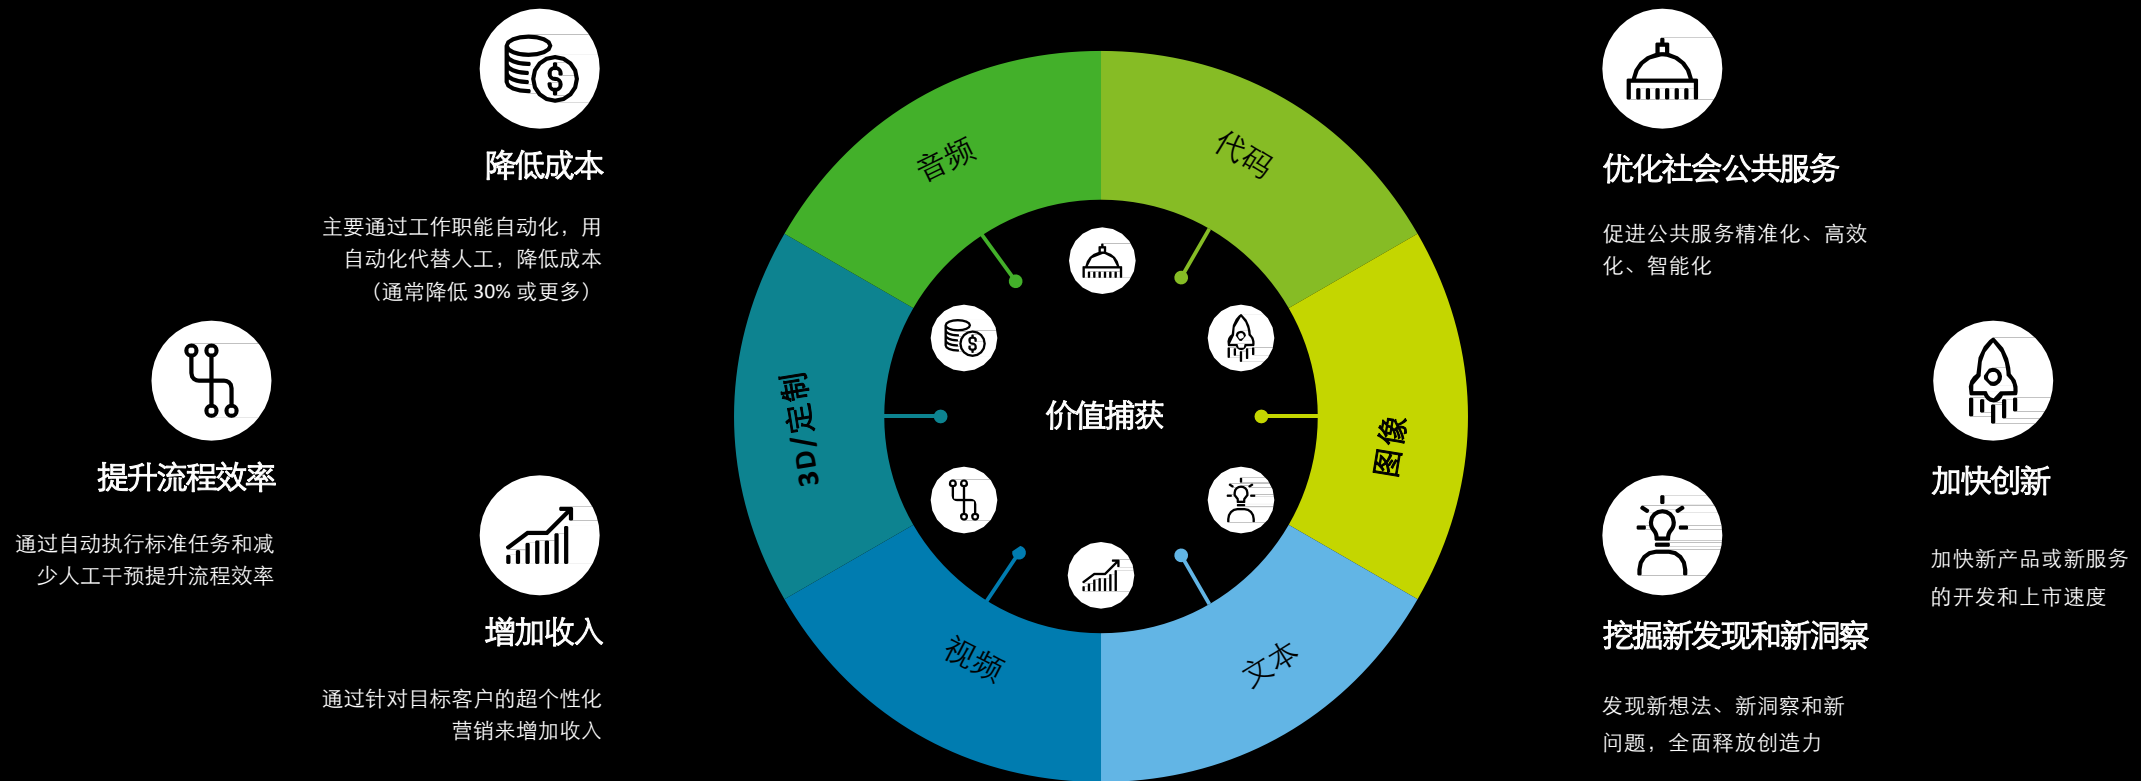 降低成本
主要通过工作职能自动化，用
自动化代替人工，降低成本
（通常降低 30% 或更多）
提升流程效率
通过自动执行标准任务和减
少人工干预提升流程效率
增加收入
通过针对目标客户的超个性化
营销来增加收入
音频
代码
3D/定制
图像
视频
文本
价值捕获
优化社会公共服务
促进公共服务精准化、高效
化、智能化
加快创新
加快新产品或新服务
的开发和上市速度
挖掘新发现和新洞察
发现新想法、新洞察和新
问题，全面释放创造力